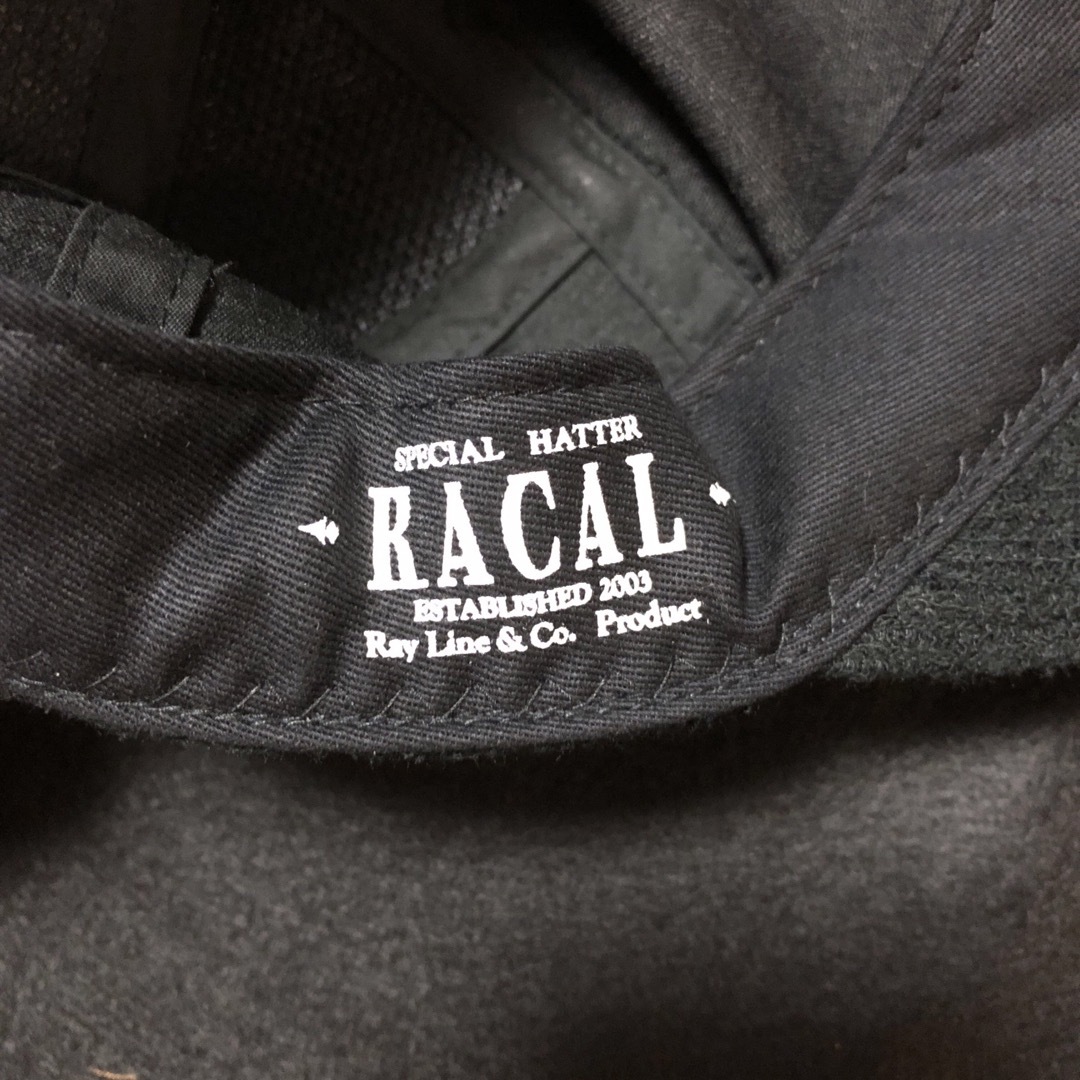 SPECIAL HATTER
RACAL
ESTABLISHED 2003
Ray Line & Co. Product